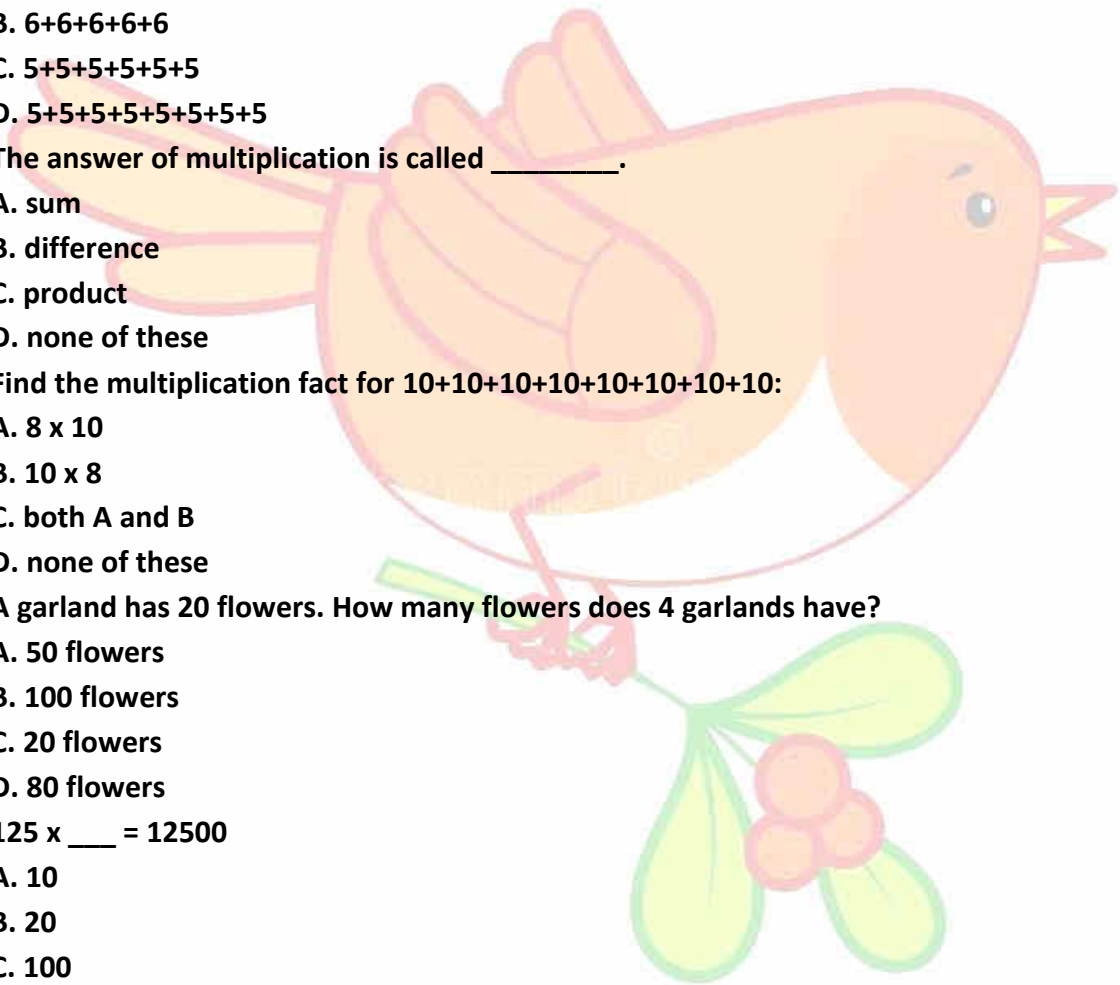 B. 6+6+6+6+6
C. 5+5+5+5+5+5
D. 5+5+5+5+5+5+5+5
The answer of multiplication is called ________.
A. sum
B. difference
C. product
D. none of these
Find the multiplication fact for 10+10+10+10+10+10+10+10:
A. 8 x 10
B. 10 x 8
C. both A and B
D. none of these
A garland has 20 flowers. How many flowers does 4 garlands have?
A. 50 flowers
B. 100 flowers
C. 20 flowers
D. 80 flowers
125 x ___ = 12500
A. 10
B. 20
C. 100